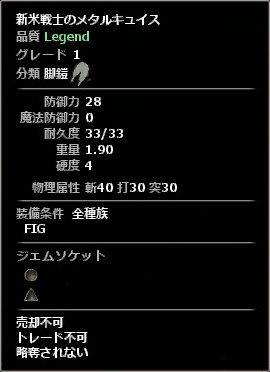 新米戦士のメタルキュイス
品質 Legend
グレード 1
分類 脚鎧
防御力 28
魔法防御力 0
耐久度 33/33
重量 1.90
硬度 4
物理属性 斬40 打30 突30
装備条件 全種族
FIG
ジェムソケット
売却不可
トレード不可
略奪されない